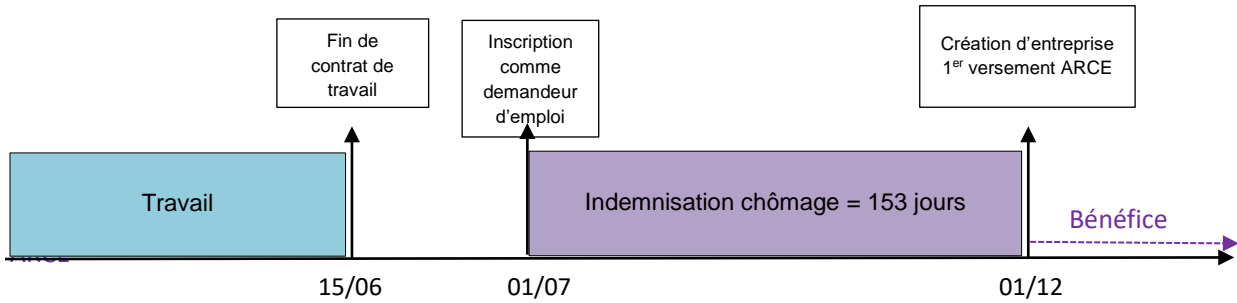 Fin de
contrat de
travail
Inscription
comme
demandeur
d'emploi
Création d'entreprise
1er versement ARCE
Travail
Indemnisation chômage = 153 jours
Bénéfice
15/06
01/07
01/12